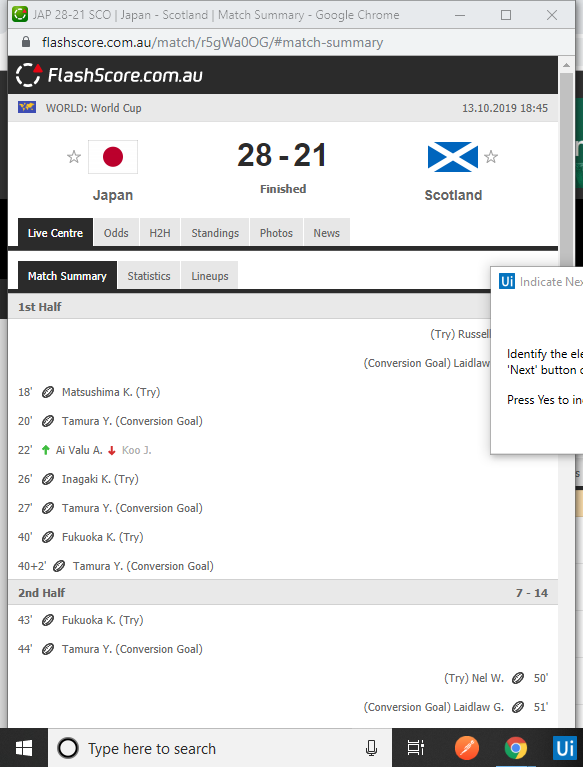 JAP 28-21 SCO | Japan - Scotland | Match Summary - Google Chrome
flashscore.com.au/match/r5gWa0OG/#match-summary
FlashScore.com.au
WORLD: World Cup 13.10.2019 18:45
28 - 21
Finished
Japan Scotland
Live Centre Odds H2H Standings Photos News
Match Summary Statistics Lineups
Ui Indicate Nex
1st Half
(Try) Russell
(Conversion Goal) Laidlaw
Identify the ele
'Next' button o
18' Matsushima K. (Try)
Press Yes to in
20' Tamura Y. (Conversion Goal)
22' Ai Valu A. Koo J.
26' Inagaki K. (Try)
27' Tamura Y. (Conversion Goal)
40' Fukuoka K. (Try)
40+2' Tamura Y. (Conversion Goal)
2nd Half 7 - 14
43' Fukuoka K. (Try)
44' Tamura Y. (Conversion Goal)
(Try) Nel W. 50'
(Conversion Goal) Laidlaw G. 51'
Type here to search
Ui